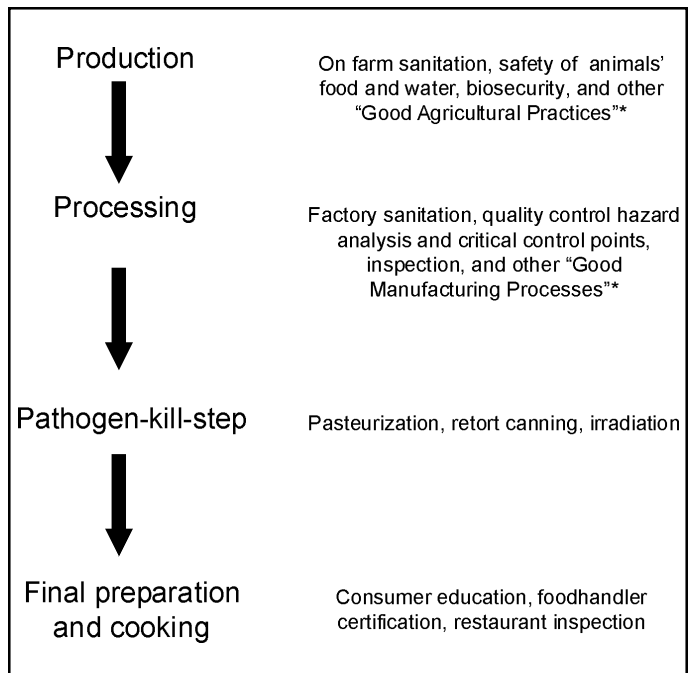 Production
On farm sanitation, safety of animals’
food and water, biosecurity, and other
“Good Agricultural Practices”*
Processing
Factory sanitation, quality control hazard
analysis and critical control points,
inspection, and other “Good
Manufacturing Processes”*
Pathogen-kill-step
Pasteurization, retort canning, irradiation
Final preparation
and cooking
Consumer education, foodhandler
certification, restaurant inspection